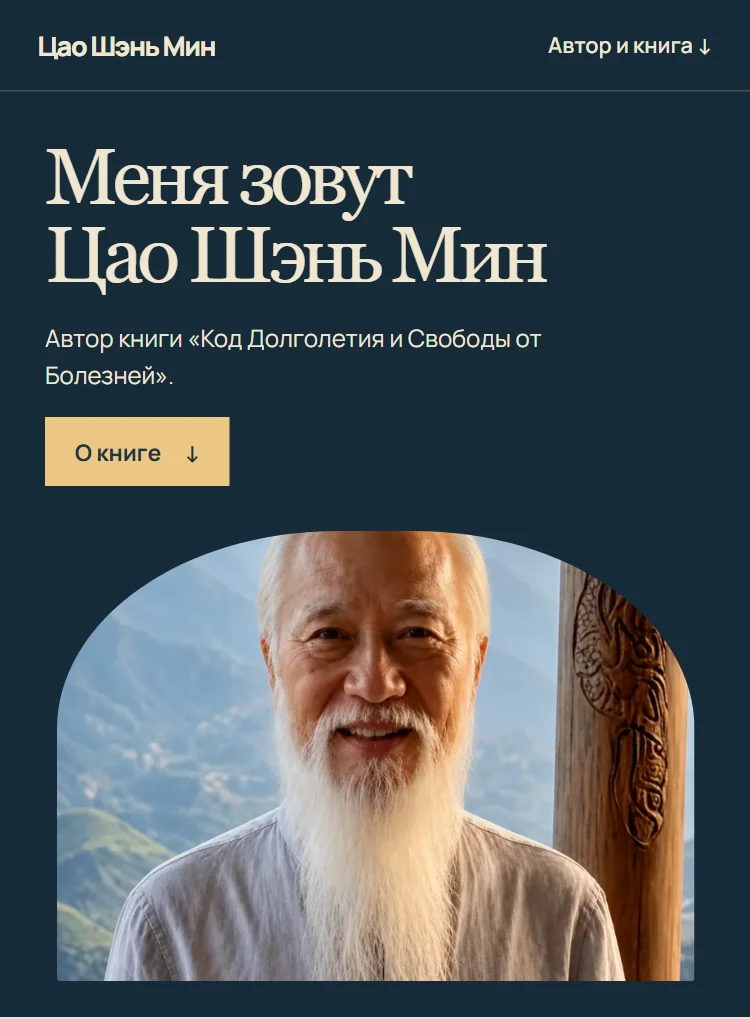 Цао Шэнь Мин
Автор и книга ↓
Меня зовут
Цао Шэнь Мин
Автор книги «Код Долголетия и Свободы от
Болезней».
О книге ↓